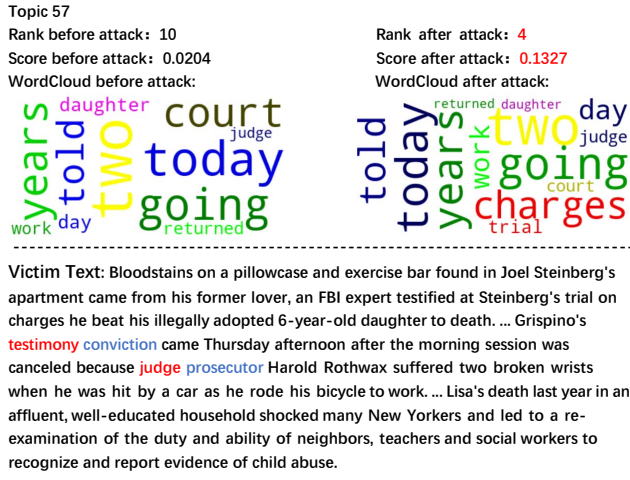 Topic 57
Rank before attack: 10
Rank after attack: 4
Score before attack: 0.0204
Score after attack: 0.1327
WordCloud before attack:
WordCloud after attack:
years
daughter
told
two
court
judge
today
going
work
day
returned
told
today
returned
daughter
years
work
two
day
judge
going
court
charges
trial
Victim Text: Bloodstains on a pillowcase and exercise bar found in Joel Steinberg's
apartment came from his former lover, an FBI expert testified at Steinberg's trial on
charges he beat his illegally adopted 6-year-old daughter to death. ... Grispino's
testimony conviction came Thursday afternoon after the morning session was
canceled because judge prosecutor Harold Rothwax suffered two broken wrists
when he was hit by a car as he rode his bicycle to work. ... Lisa's death last year in an
affluent, well-educated household shocked many New Yorkers and led to a re-
examination of the duty and ability of neighbors, teachers and social workers to
recognize and report evidence of child abuse.